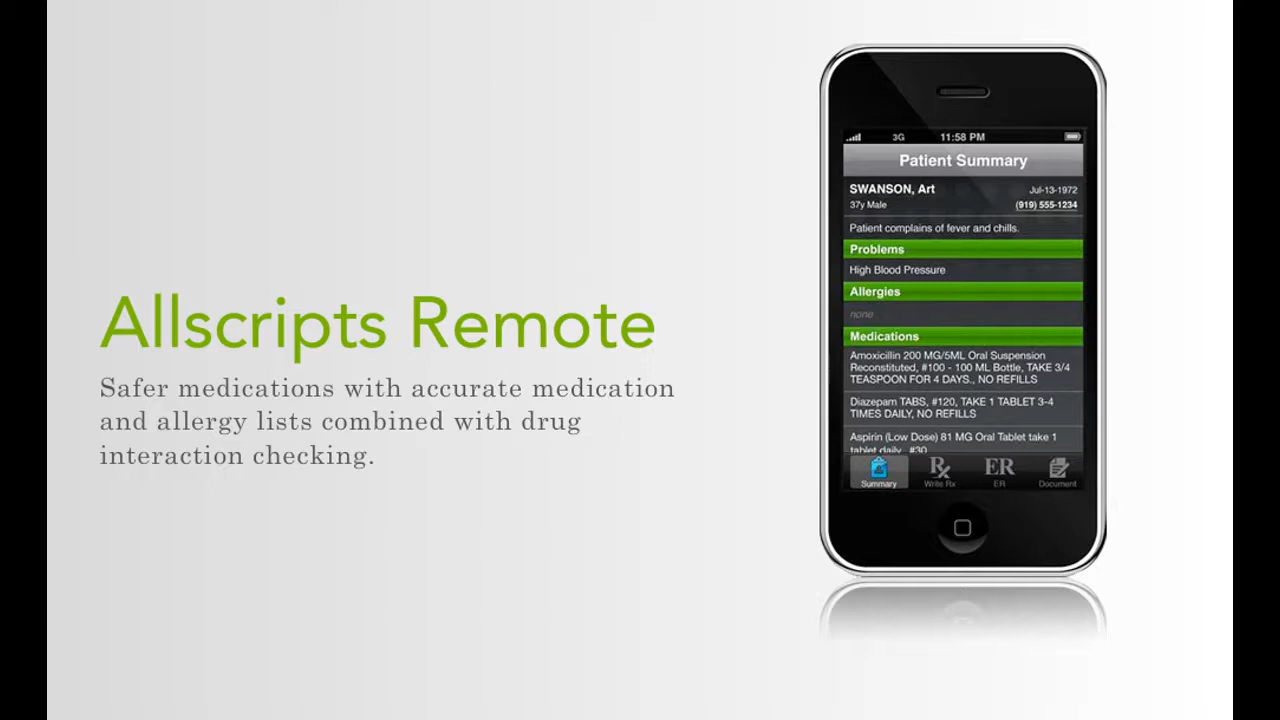 Allscripts Remote
Safer medications with accurate medication
and allergy lists combined with drug
interaction checking.
3G 11:58 PM
Patient Summary
SWANSON, Art Jul-13-1972
37y Male (919) 555-1234
Patient complains of fever and chills.
Problems
High Blood Pressure
Allergies
none
Medications
Amoxicillin 200 MG/5ML Oral Suspension
Reconstituted, #100 - 100 ML Bottle, TAKE 3/4
TEASPOON FOR 4 DAYS., NO REFILLS
Diazepam TABS, #120, TAKE 1 TABLET 3-4
TIMES DAILY, NO REFILLS
Aspirin (Low Dose) 81 MG Oral Tablet take 1
tablet daily, #30
Rx ER
Summary Write Rx ER Document